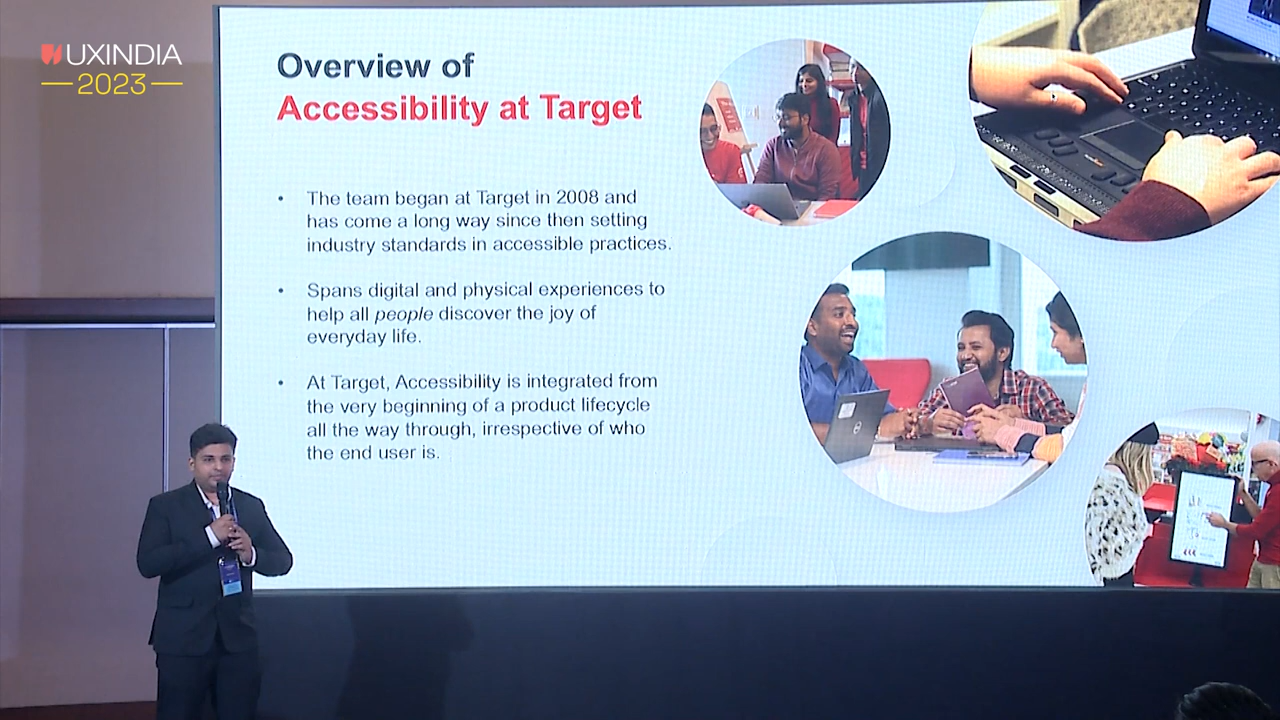 UXINDIA
2023
Overview of
Accessibility at Target
• The team began at Target in 2008 and
has come a long way since then setting
industry standards in accessible practices.
• Spans digital and physical experiences to
help all people discover the joy of
everyday life.
• At Target, Accessibility is integrated from
the very beginning of a product lifecycle
all the way through, irrespective of who
the end user is.